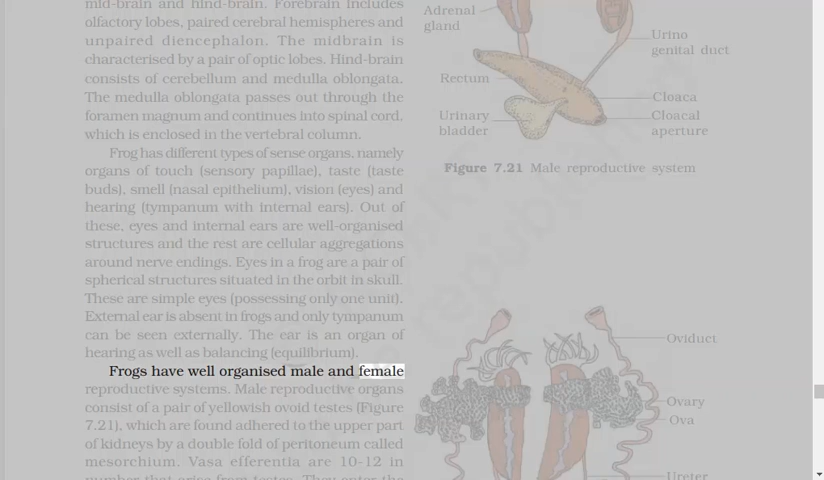 mid-brain and hind-brain. Forebrain includes
olfactory lobes, paired cerebral hemispheres and
unpaired diencephalon. The midbrain is
characterised by a pair of optic lobes. Hind-brain
consists of cerebellum and medulla oblongata.
The medulla oblongata passes out through the
foramen magnum and continues into spinal cord,
which is enclosed in the vertebral column.
Frog has different types of sense organs, namely
organs of touch (sensory papillae), taste (taste
buds), smell (nasal epithelium), vision (eyes) and
hearing (tympanum with internal ears). Out of
these, eyes and internal ears are well-organised
structures and the rest are cellular aggregations
around nerve endings. Eyes in a frog are a pair of
spherical structures situated in the orbit in skull.
These are simple eyes (possessing only one unit).
External ear is absent in frogs and only tympanum
can be seen externally. The ear is an organ of
hearing as well as balancing (equilibrium).
Frogs have well organised male and female
reproductive systems. Male reproductive organs
consist of a pair of yellowish ovoid testes (Figure
7.21), which are found adhered to the upper part
of kidneys by a double fold of peritoneum called
mesorchium. Vasa efferentia are 10-12 in
number that arise from testes. They enter the
Adrenal
gland
Urino
genital duct
Rectum
Cloaca
Urinary
bladder
Cloacal
aperture
Figure 7.21 Male reproductive system
Oviduct
Ovary
Ova
Ureter